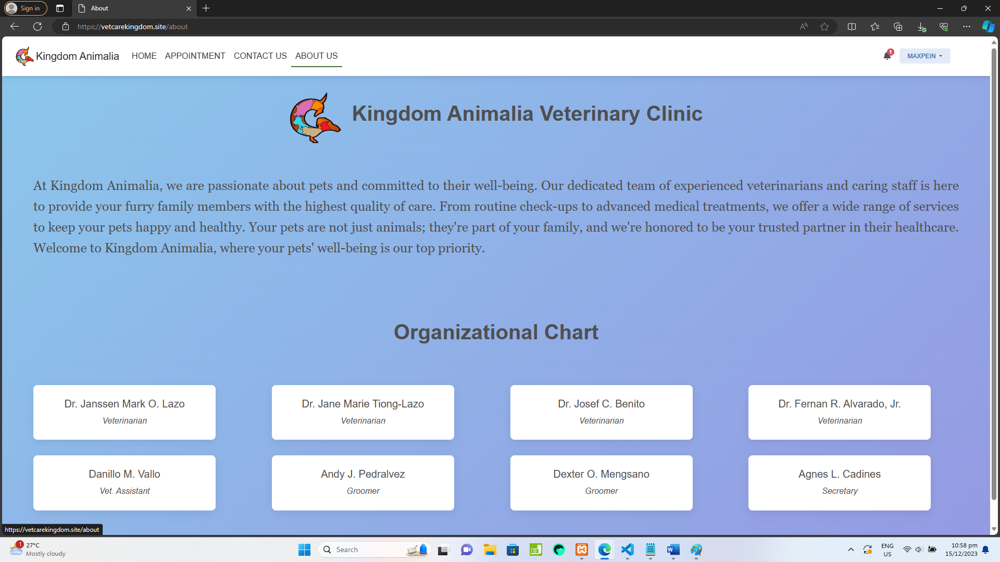 Sign in
About
https://vetcarekingdom.site/about
Kingdom Animalia
HOME
APPOINTMENT
CONTACT US
ABOUT US
1
MAXPEIN
Kingdom Animalia Veterinary Clinic
At Kingdom Animalia, we are passionate about pets and committed to their well-being. Our dedicated team of experienced veterinarians and caring staff is here
to provide your furry family members with the highest quality of care. From routine check-ups to advanced medical treatments, we offer a wide range of services
to keep your pets happy and healthy. Your pets are not just animals; they're part of your family, and we're honored to be your trusted partner in their healthcare.
Welcome to Kingdom Animalia, where your pets' well-being is our top priority.
Organizational Chart
Dr. Janssen Mark O. Lazo
Veterinarian
Dr. Jane Marie Tiong-Lazo
Veterinarian
Dr. Josef C. Benito
Veterinarian
Dr. Fernan R. Alvarado, Jr.
Veterinarian
Danillo M. Vallo
Vet. Assistant
Andy J. Pedralvez
Groomer
Dexter O. Mengsano
Groomer
Agnes L. Cadines
Secretary
https://vetcarekingdom.site/about
1
27°C
Mostly cloudy
Search
ENG
US
10:58 pm
15/12/2023